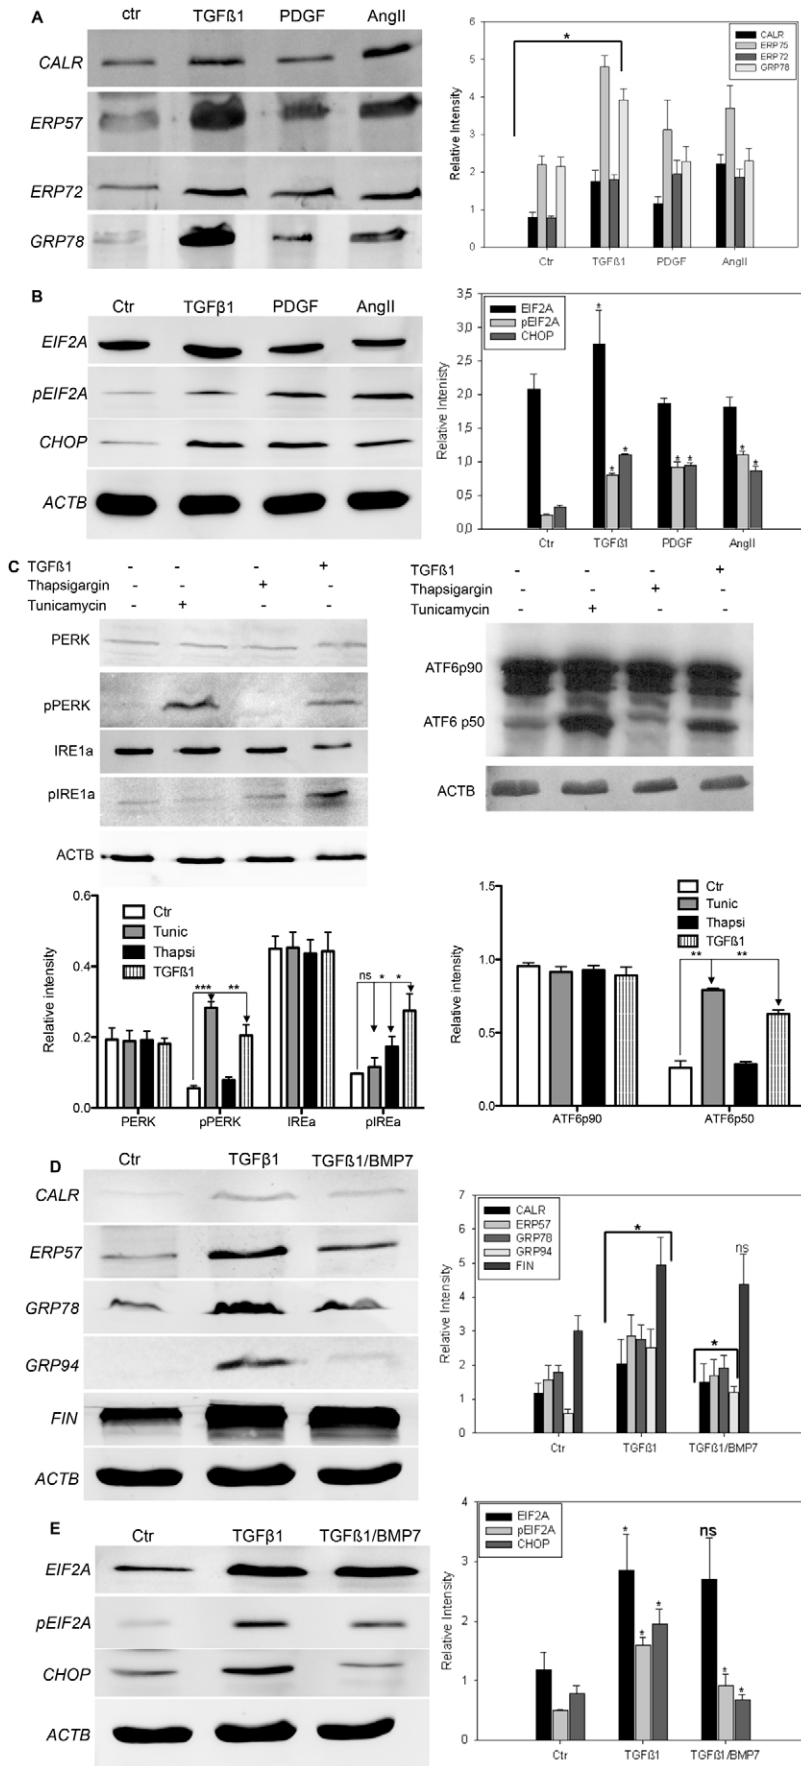 A
ctr TGFß1 PDGF AngII
CALR
ERP57
ERP72
GRP78
Relative Intensity
6
5
4
3
2
1
0
*
CALR
ERP75
ERP72
GRP78
Ctr TGFß1 PDGF AngII
B
Ctr TGFβ1 PDGF AngII
EIF2A
pEIF2A
CHOP
ACTB
Relative Intenisty
3,5
3,0
2,5
2,0
1,5
1,0
0,5
0,0
EIF2A
pEIF2A
CHOP
*
* *
* *
* *
Ctr TGFß1 PDGF AngII
C
TGFß1 - - - +
Thapsigargin - - + -
Tunicamycin - + - -
PERK
pPERK
IRE1a
pIRE1a
ACTB
TGFß1 - - - +
Thapsigargin - - + -
Tunicamycin - + - -
ATF6p90
ATF6 p50
ACTB
Relative intensity
0.6
0.4
0.2
0.0
Ctr
Tunic
Thapsi
TGFß1
*** **
ns * *
PERK pPERK IREa pIREa
Relative intensity
1.5
1.0
0.5
0.0
Ctr
Tunic
Thapsi
TGFß1
** **
ATF6p90 ATF6p50
D
Ctr TGFβ1 TGFß1/BMP7
CALR
ERP57
GRP78
GRP94
FIN
ACTB
Relative Intensity
7
6
5
4
3
2
1
0
CALR
ERP57
GRP78
GRP94
FIN
*
ns
*
Ctr TGFß1 TGFß1/BMP7
E
Ctr TGFβ1 TGFß1/BMP7
EIF2A
pEIF2A
CHOP
ACTB
Relative Intensity
4
3
2
1
0
EIF2A
pEIF2A
CHOP
*
* *
ns
* *
Ctr TGFß1 TGFß1/BMP7